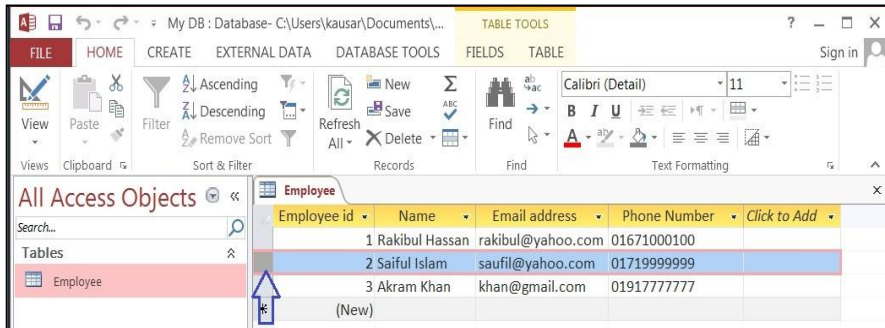 My DB : Database- C:\Users\kausar\Documents\... TABLE TOOLS ?
FILE HOME CREATE EXTERNAL DATA DATABASE TOOLS FIELDS TABLE Sign in
View Paste Filter Ascending Descending Remove Sort Refresh All New Save Delete Find Calibri (Detail) 11
B I U
Views Clipboard Sort & Filter Records Find Text Formatting
All Access Objects
Search...
Tables
Employee
Employee
Employee id Name Email address Phone Number Click to Add
1 Rakibul Hassan rakibul@yahoo.com 01671000100
2 Saiful Islam saufil@yahoo.com 01719999999
3 Akram Khan khan@gmail.com 01917777777
* (New)